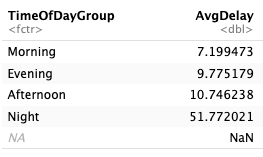 TimeOfDayGroup AvgDelay
<fctr> <dbl>
Morning 7.199473
Evening 9.775179
Afternoon 10.746238
Night 51.772021
NA NaN